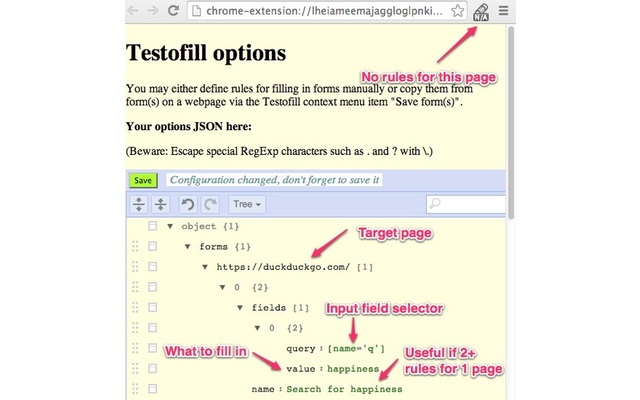 chrome-extension://lheiameemajaggloglpnki...
N/A
Testofill options
No rules for this page
You may either define rules for filling in forms manually or copy them from
form(s) on a webpage via the Testofill context menu item "Save form(s)".
Your options JSON here:
(Beware: Escape special RegExp characters such as . and ? with \.)
Save
Configuration changed, don't forget to save it
Tree
object {1}
forms {1}
Target page
https://duckduckgo.com/ [1]
0 {2}
fields [1]
Input field selector
0 {2}
query : [name='q']
What to fill in
Useful if 2+
rules for 1 page
value : happiness
name : Search for happiness